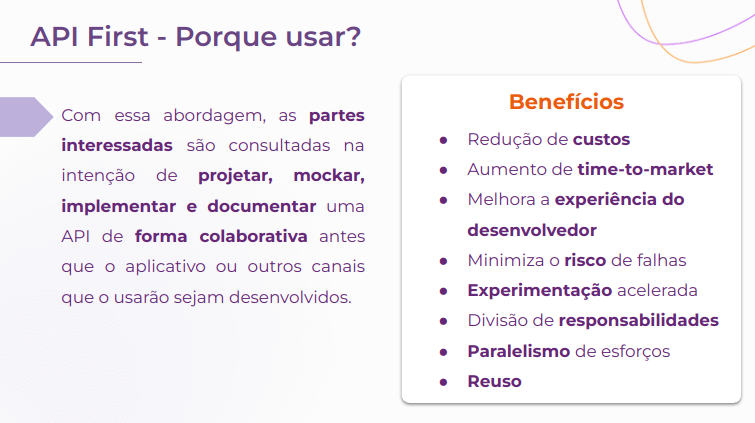 API First - Porque usar?
Com essa abordagem, as partes
interessadas são consultadas na
intenção de projetar, mockar,
implementar e documentar uma
API de forma colaborativa antes
que o aplicativo ou outros canais
que o usarão sejam desenvolvidos.
Benefícios
● Redução de custos
● Aumento de time-to-market
● Melhora a experiência do
desenvolvedor
● Minimiza o risco de falhas
● Experimentação acelerada
● Divisão de responsabilidades
● Paralelismo de esforços
● Reuso